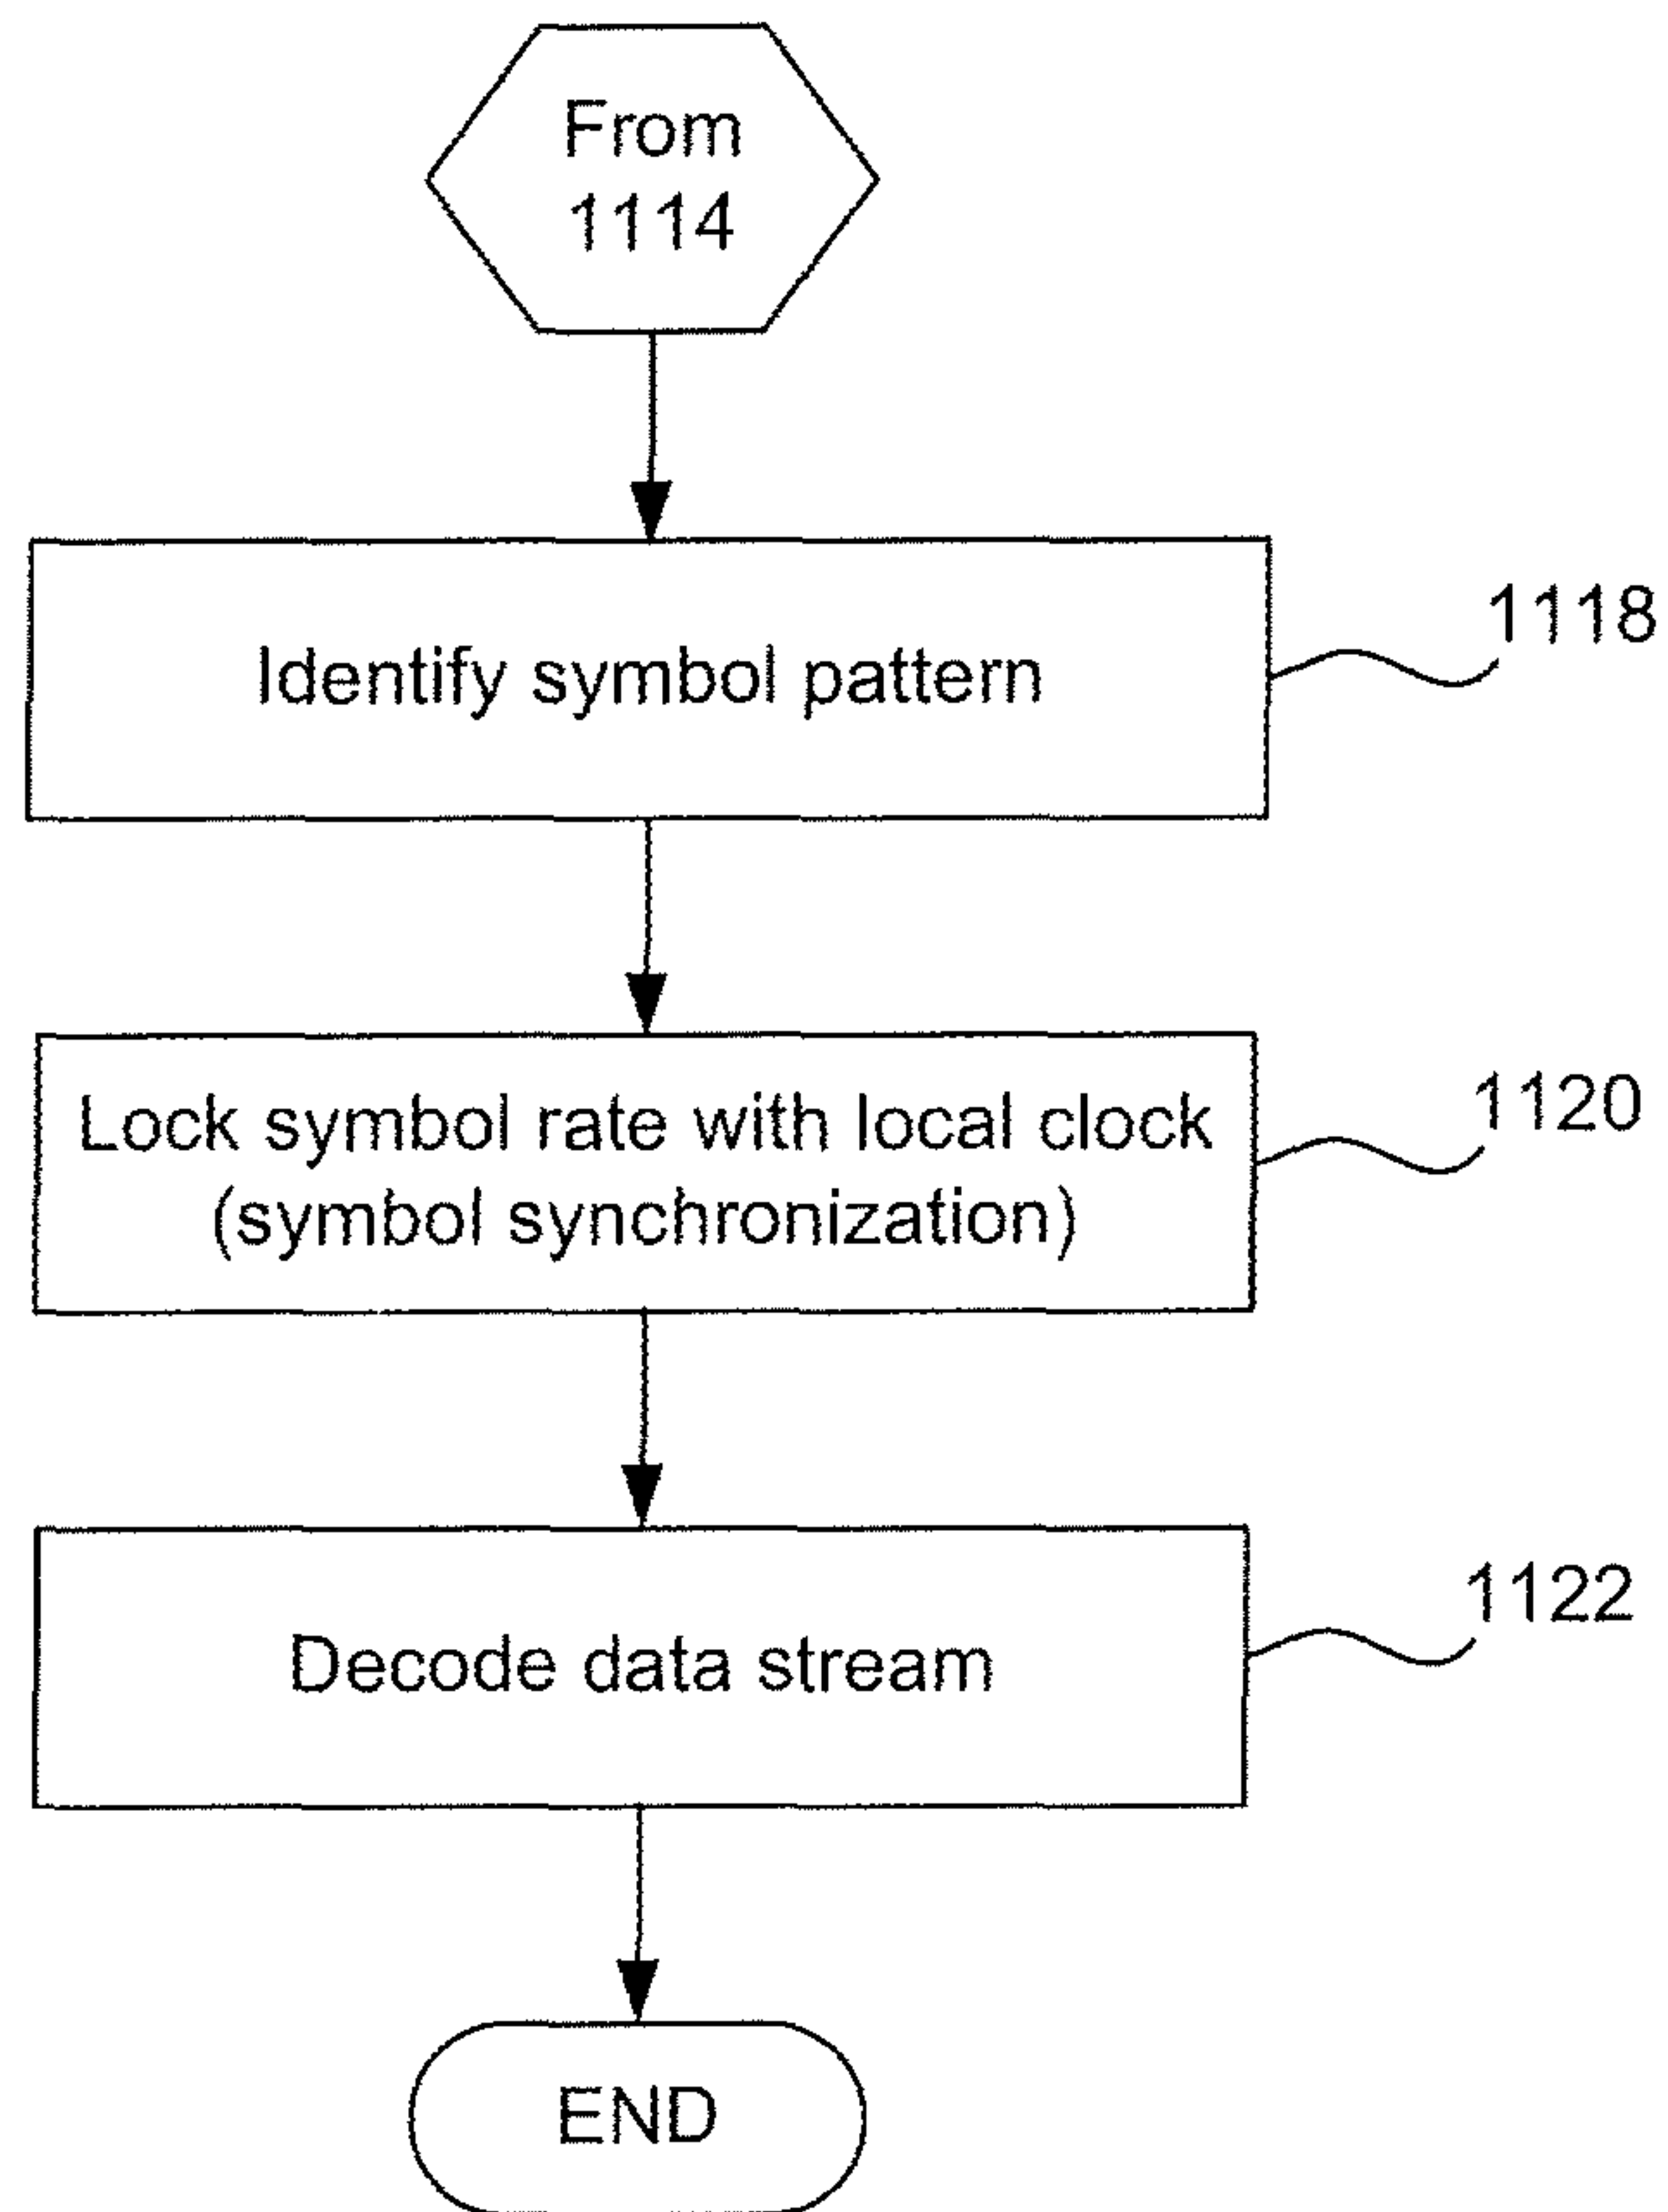 From
1114
Identify symbol pattern
1118
Lock symbol rate with local clock
(symbol synchronization)
1120
Decode data stream
1122
END